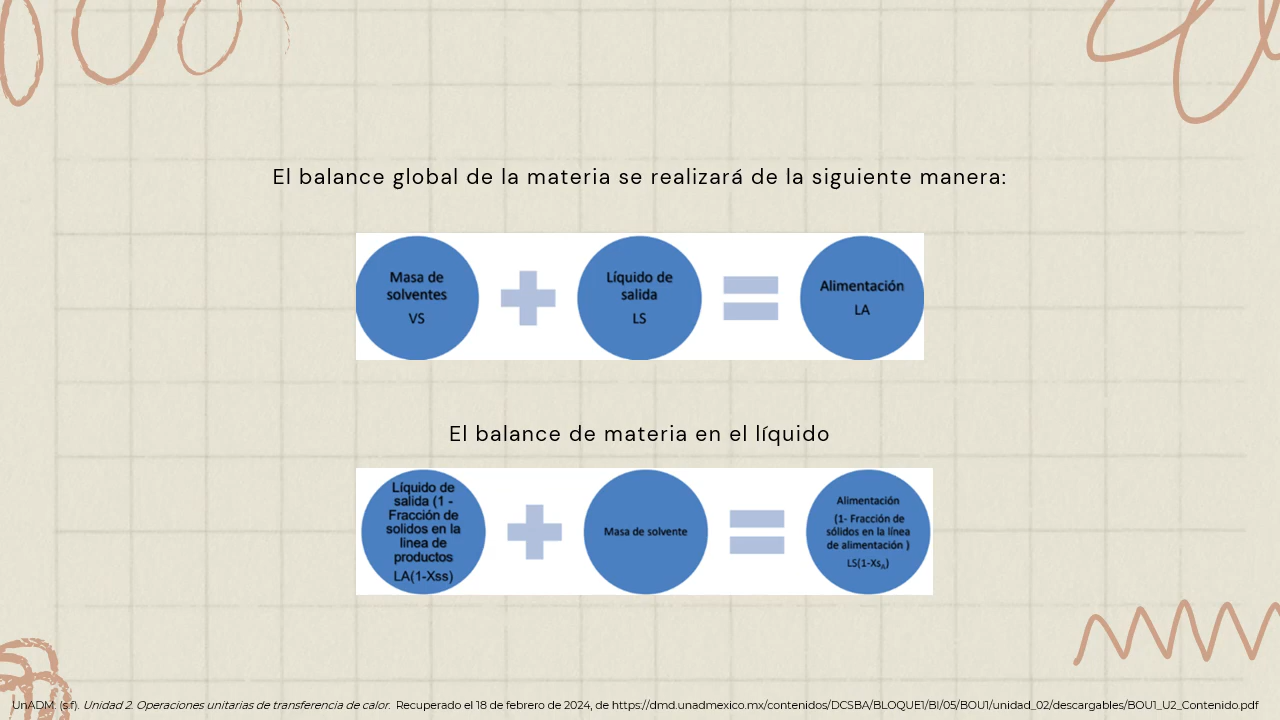 El balance global de la materia se realizará de la siguiente manera:
Masa de
solventes
VS
Líquido de
salida
LS
Alimentación
LA
El balance de materia en el líquido
Líquido de
salida (1 -
Fracción de
solidos en la
linea de
productos
LA(1-Xss)
Masa de solvente
Alimentación
(1- Fracción de
sólidos en la línea
de alimentación )
LS(1-XsA)
UnADM. (s.f). Unidad 2. Operaciones unitarias de transferencia de calor. Recuperado el 18 de febrero de 2024, de https://dmd.unadmexico.mx/contenidos/DCSBA/BLOQUE1/BI/05/BOU1/unidad_02/descargables/BOU1_U2_Contenido.pdf